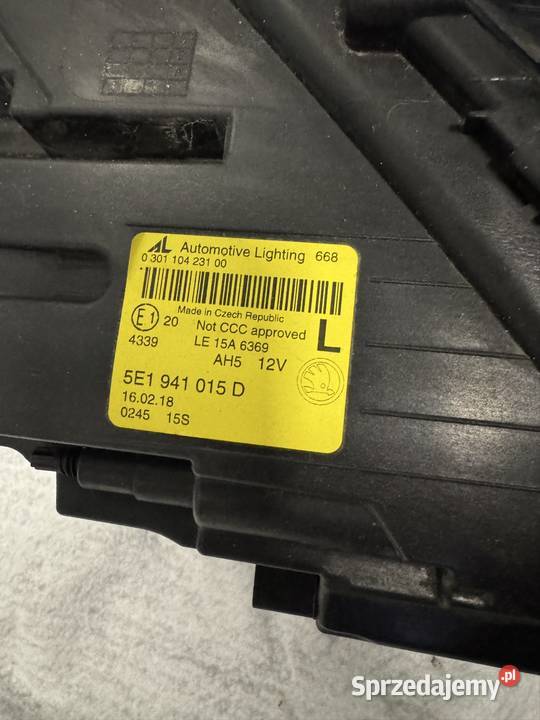 AL Automotive Lighting 668
0 301 104 231 00
Made in Czech Republic
E1 20 Not CCC approved L
4339 LE 15A 6369
AH5 12V
5E1 941 015 D
16.02.18
0245 15S
Sprzedajemy.pl